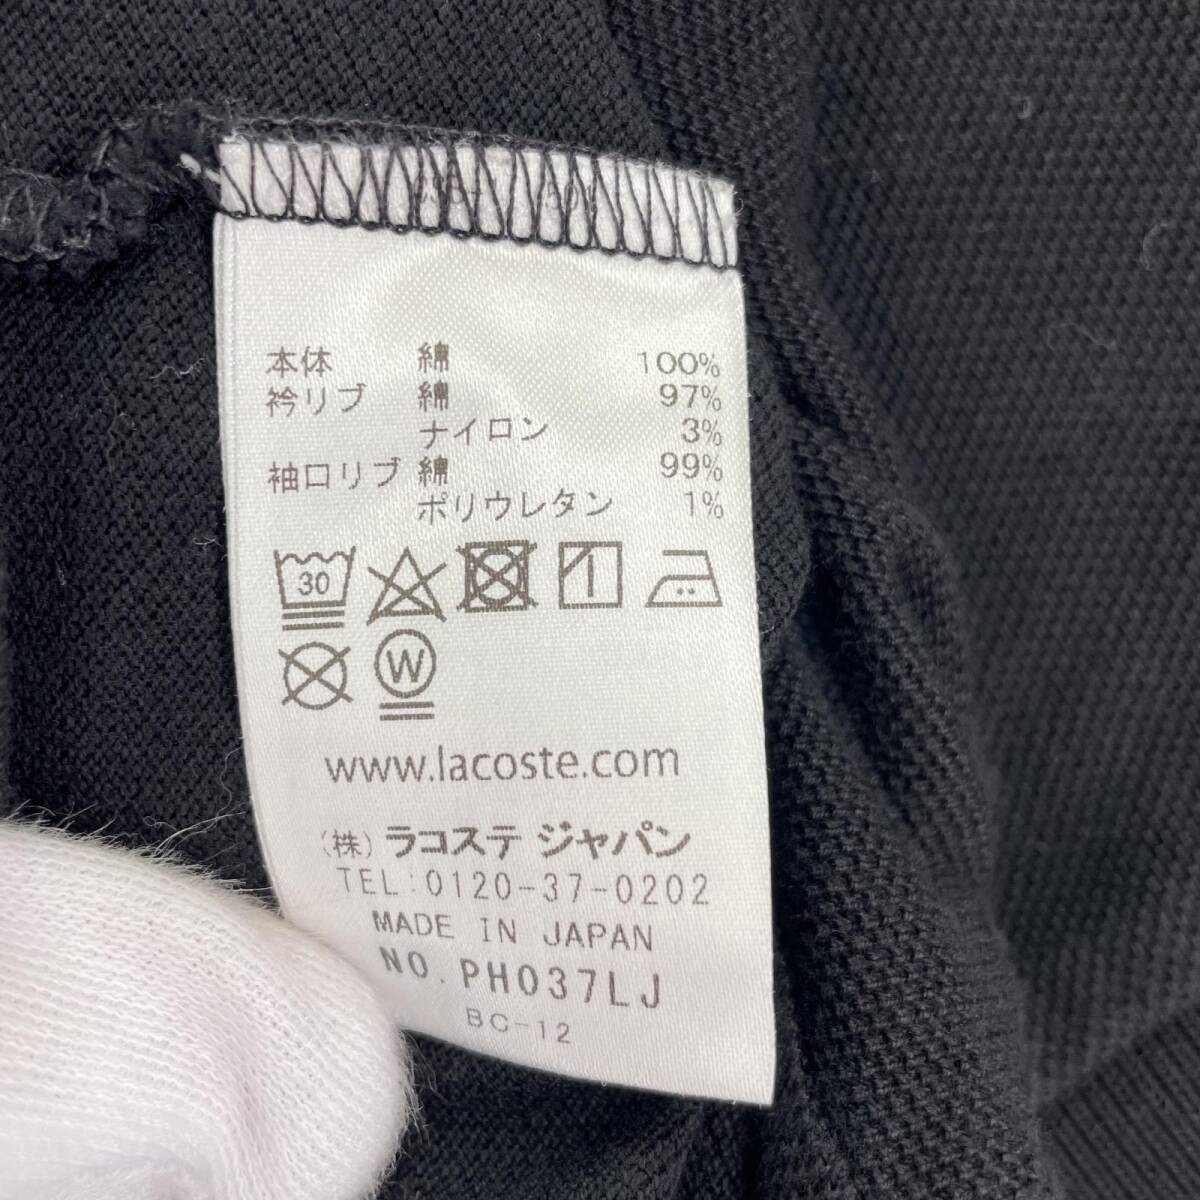 本体 綿 100%
衿リブ 綿 97%
ナイロン 3%
袖口リブ 綿 99%
ポリウレタン 1%
30
W
www.lacoste.com
(株) ラコステ ジャパン
TEL:0120-37-0202
MADE IN JAPAN
NO.PH037LJ
BC-12